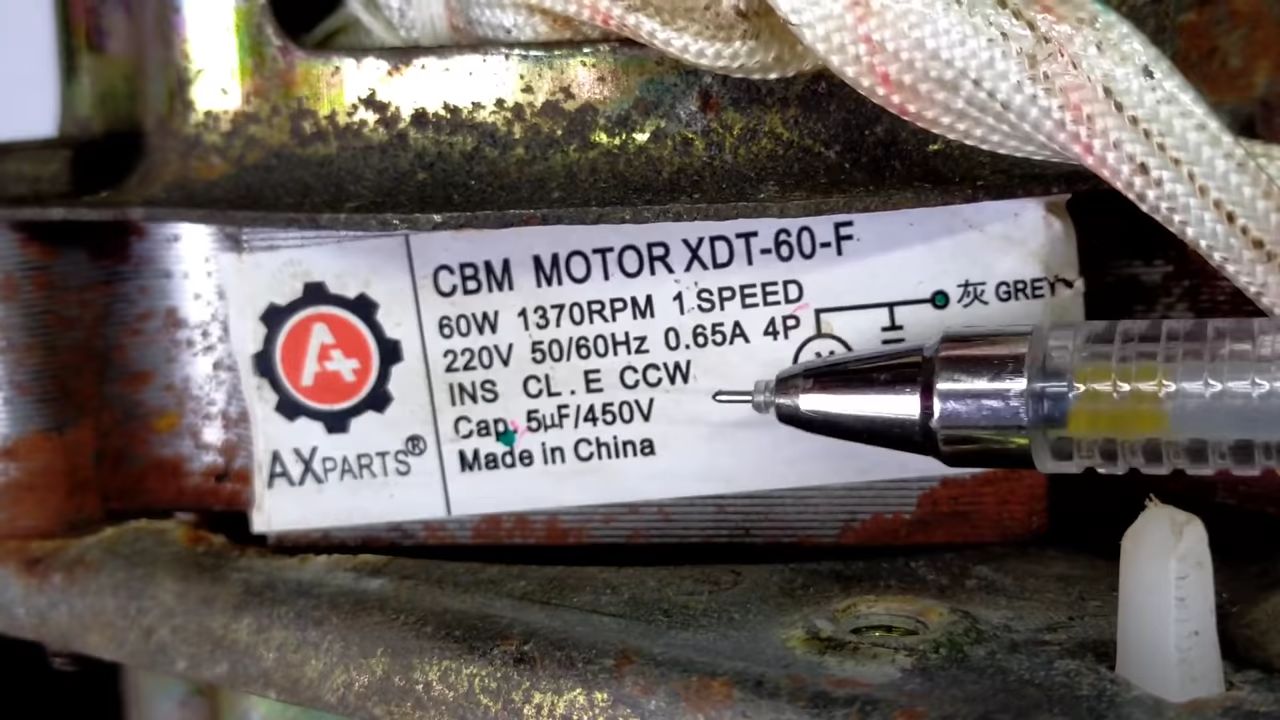 CBM MOTOR XDT-60-F
60W 1370RPM 1 SPEED
220V 50/60Hz 0.65A 4P
INS CL.E CCW
Cap. 5μF/450V
Made in China
A+
AXPARTS®
灰 GREY